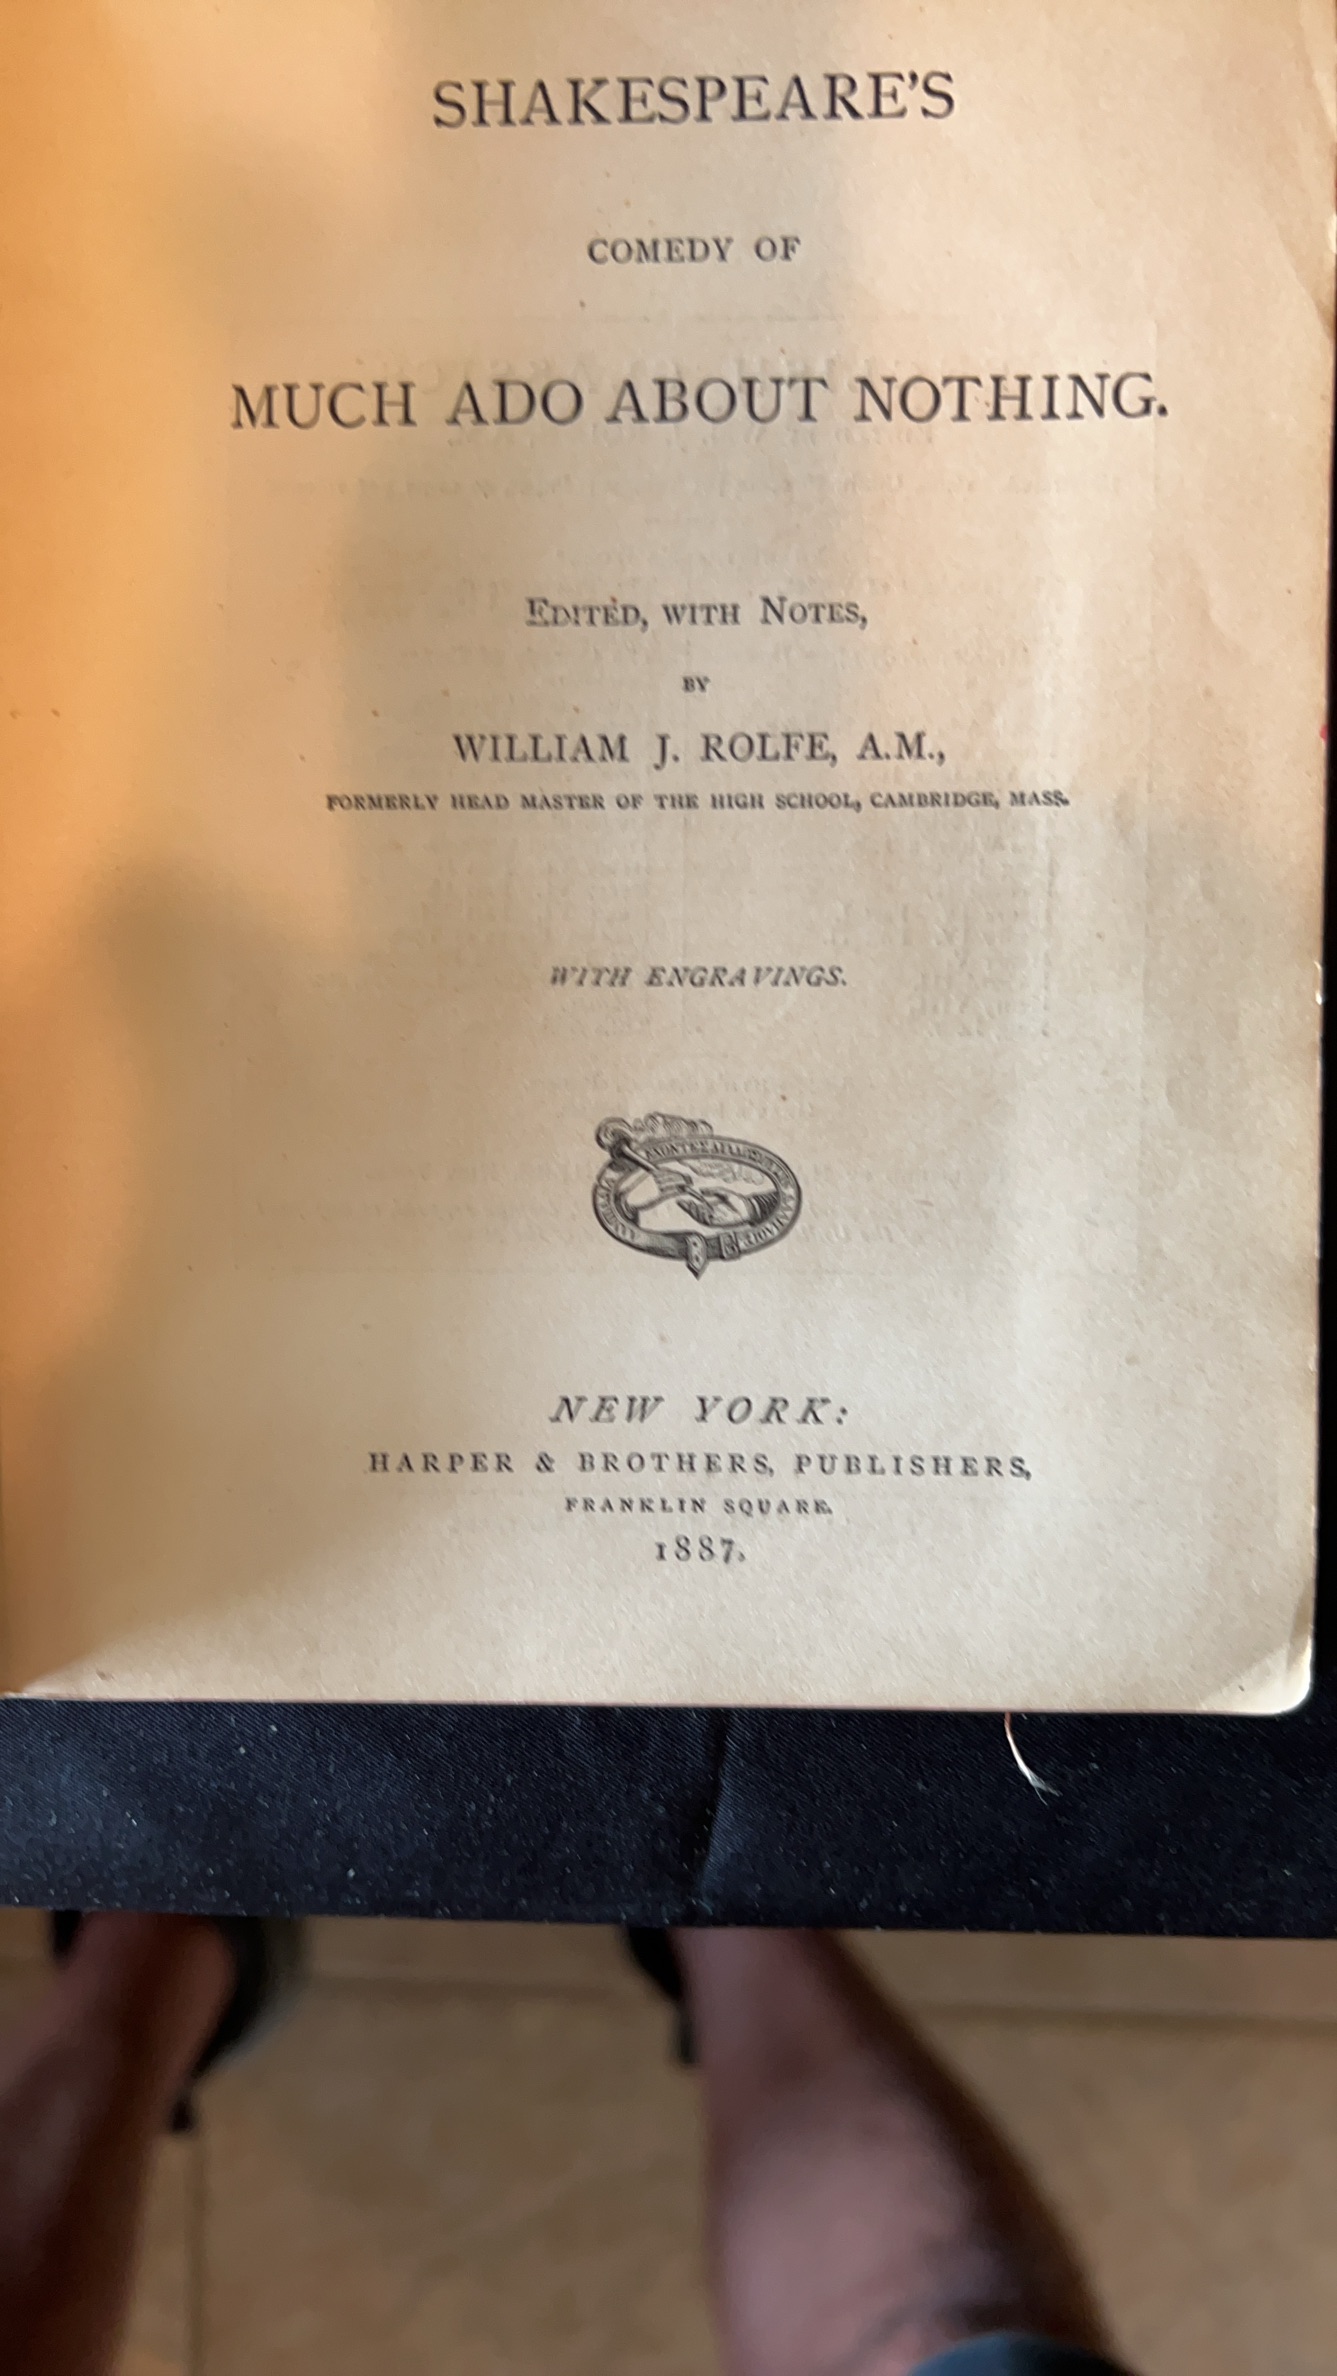 SHAKESPEARE'S
COMEDY OF
MUCH ADO ABOUT NOTHING.
EDITED, WITH NOTES,
BY
WILLIAM J. ROLFE, A.M.,
FORMERLY HEAD MASTER OF THE HIGH SCHOOL, CAMBRIDGE, MASS.
WITH ENGRAVINGS.
NEW YORK:
HARPER & BROTHERS, PUBLISHERS,
FRANKLIN SQUARE.
1887.